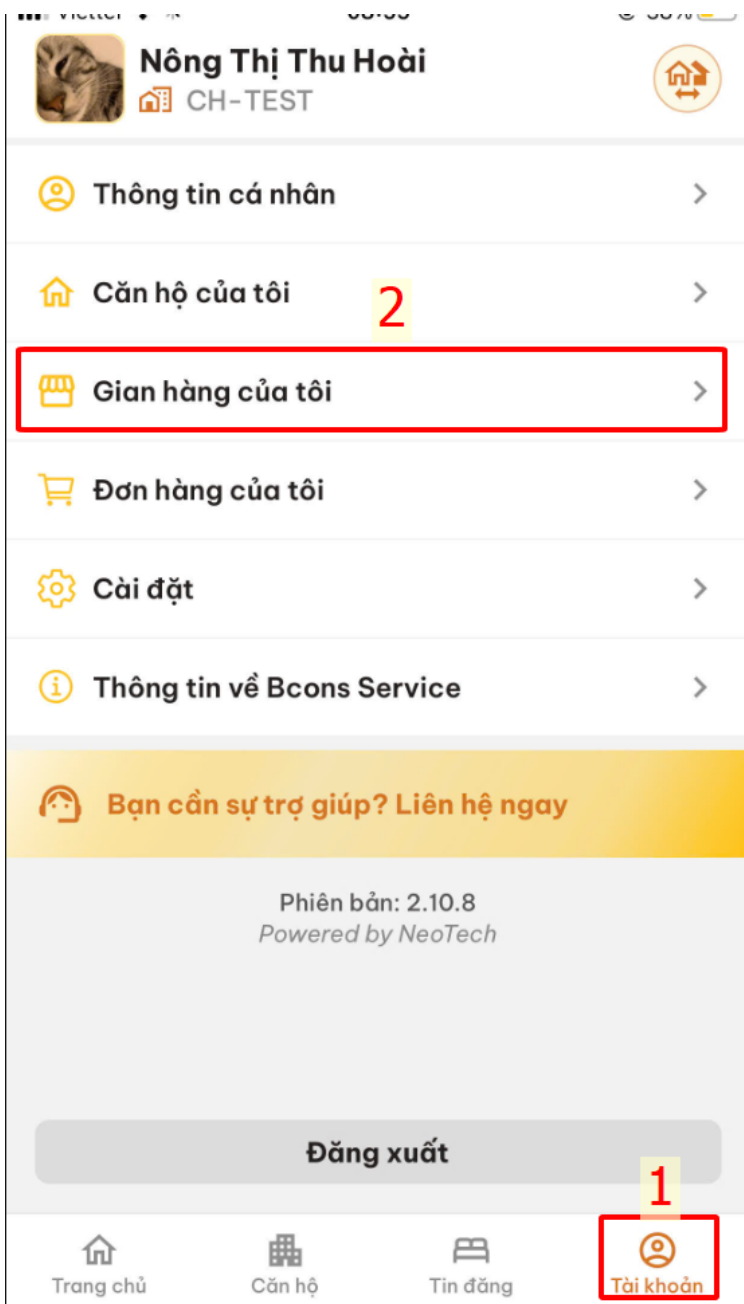 Nông Thị Thu Hoài
CH-TEST
Thông tin cá nhân
Căn hộ của tôi
2
Gian hàng của tôi
Đơn hàng của tôi
Cài đặt
Thông tin về Bcons Service
Bạn cần sự trợ giúp? Liên hệ ngay
Phiên bản: 2.10.8
Powered by NeoTech
Đăng xuất
1
Trang chủ
Căn hộ
Tin đăng
Tài khoản